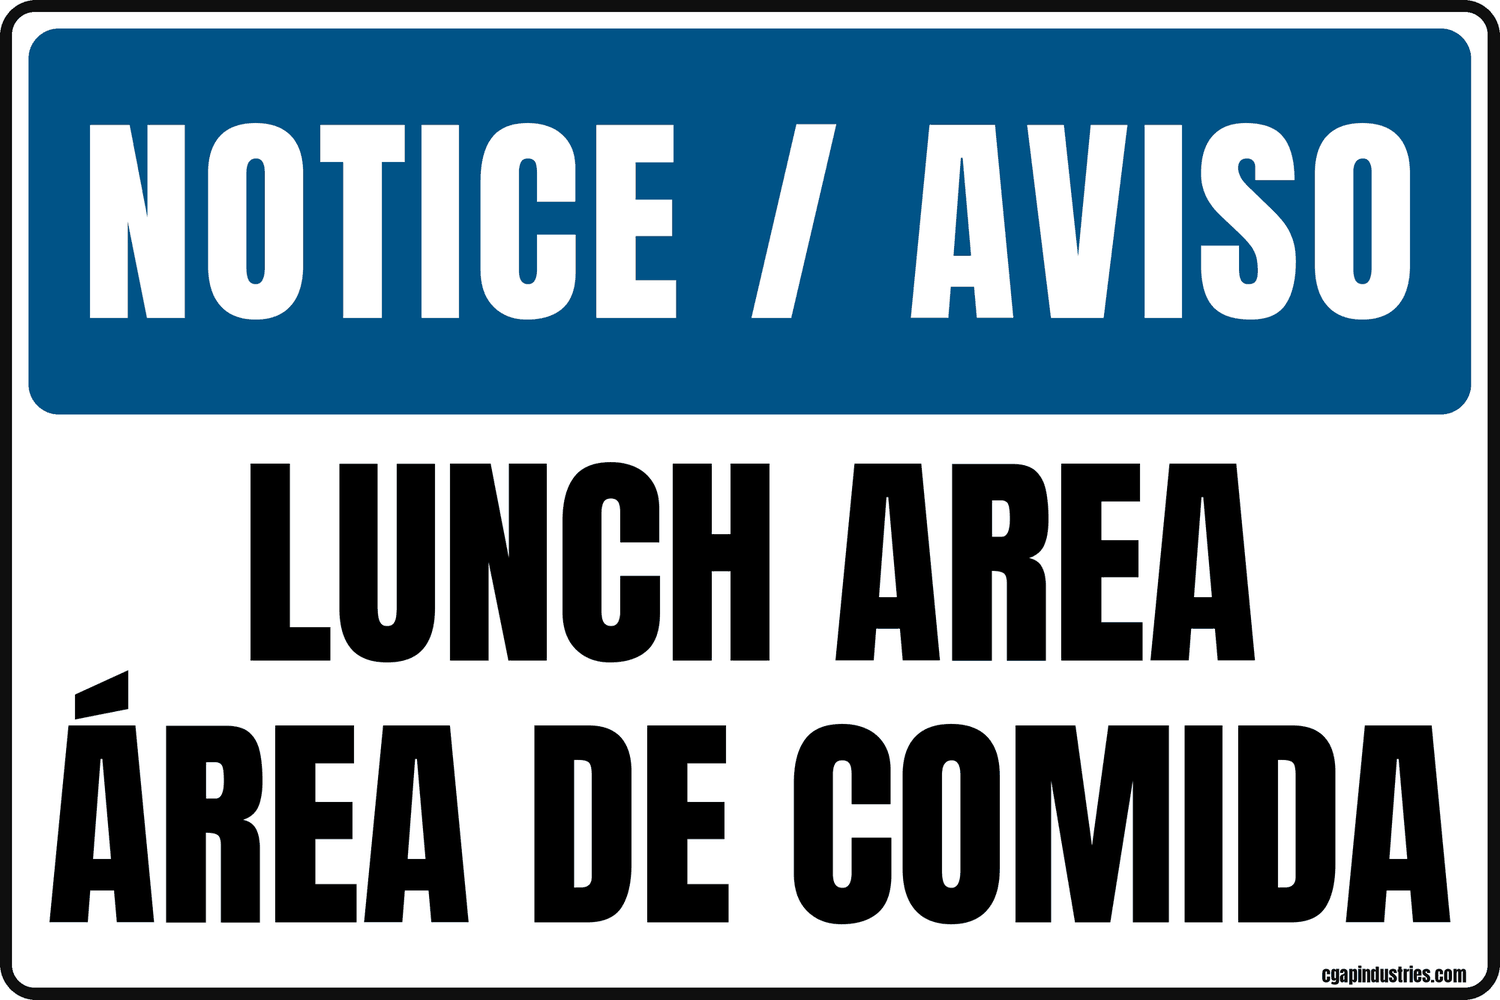 NOTICE / AVISO
LUNCH AREA
ÁREA DE COMIDA
cgapindustries.com